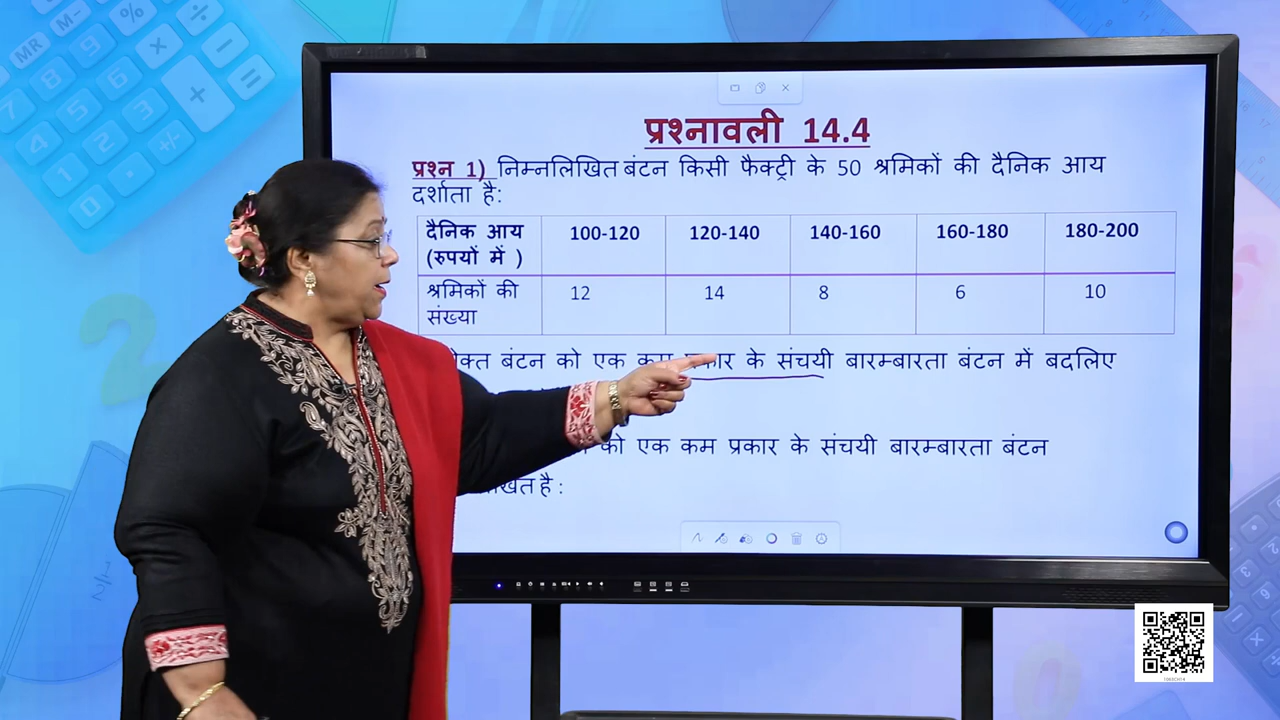 प्रश्नावली 14.4
प्रश्न 1) निम्नलिखित बंटन किसी फैक्ट्री के 50 श्रमिकों की दैनिक आय
दर्शाता है:
दैनिक आय (रुपयों में ) 100-120 120-140 140-160 160-180 180-200
श्रमिकों की संख्या 12 14 8 6 10
बंटन को एक कम प्रकार के संचयी बारम्बारता बंटन में बदलिए
को एक कम प्रकार के संचयी बारम्बारता बंटन
है :